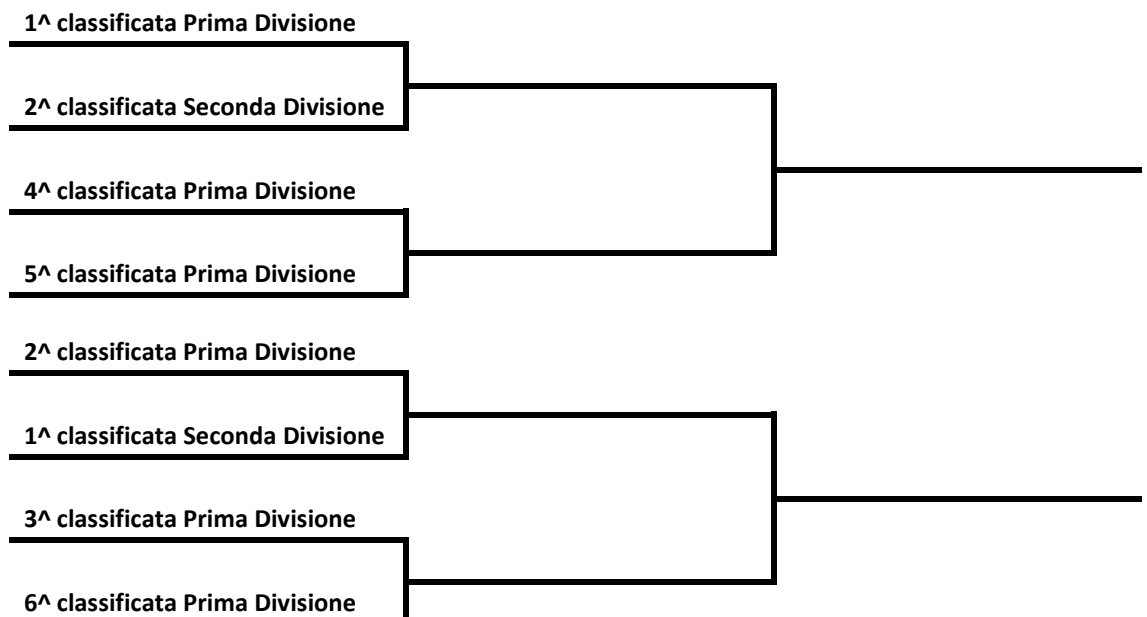 1^ classificata Prima Divisione
2^ classificata Seconda Divisione
4^ classificata Prima Divisione
5^ classificata Prima Divisione
2^ classificata Prima Divisione
1^ classificata Seconda Divisione
3^ classificata Prima Divisione
6^ classificata Prima Divisione